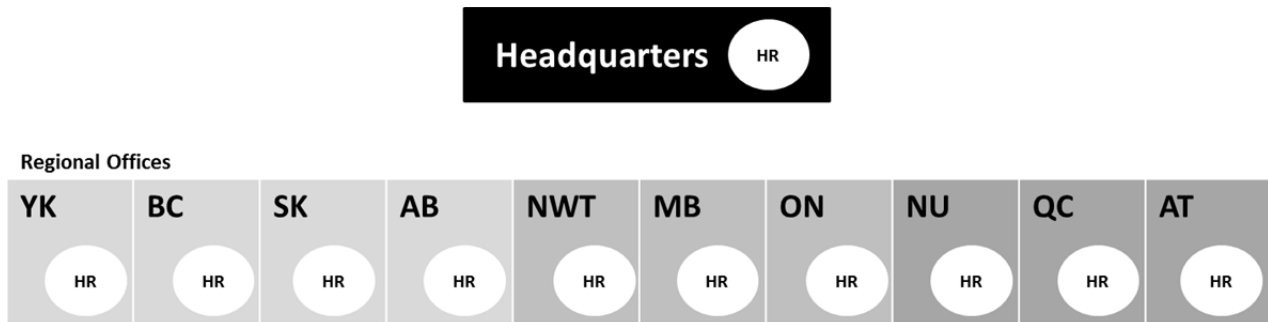 Headquarters HR
Regional Offices
YK BC SK AB NWT MB ON NU QC AT
HR HR HR HR HR HR HR HR HR HR